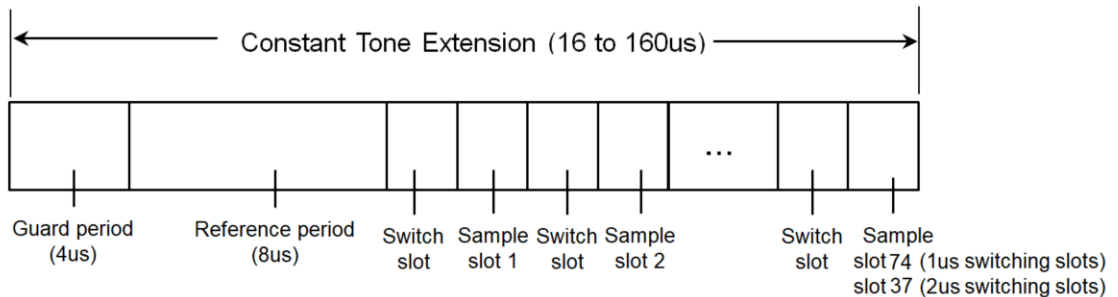 Constant Tone Extension (16 to 160us)
...
Guard period
(4us)
Reference period
(8us)
Switch
slot
Sample
slot 1
Switch
slot
Sample
slot 2
Switch
slot
Sample
slot 74 (1us switching slots)
slot 37 (2us switching slots)